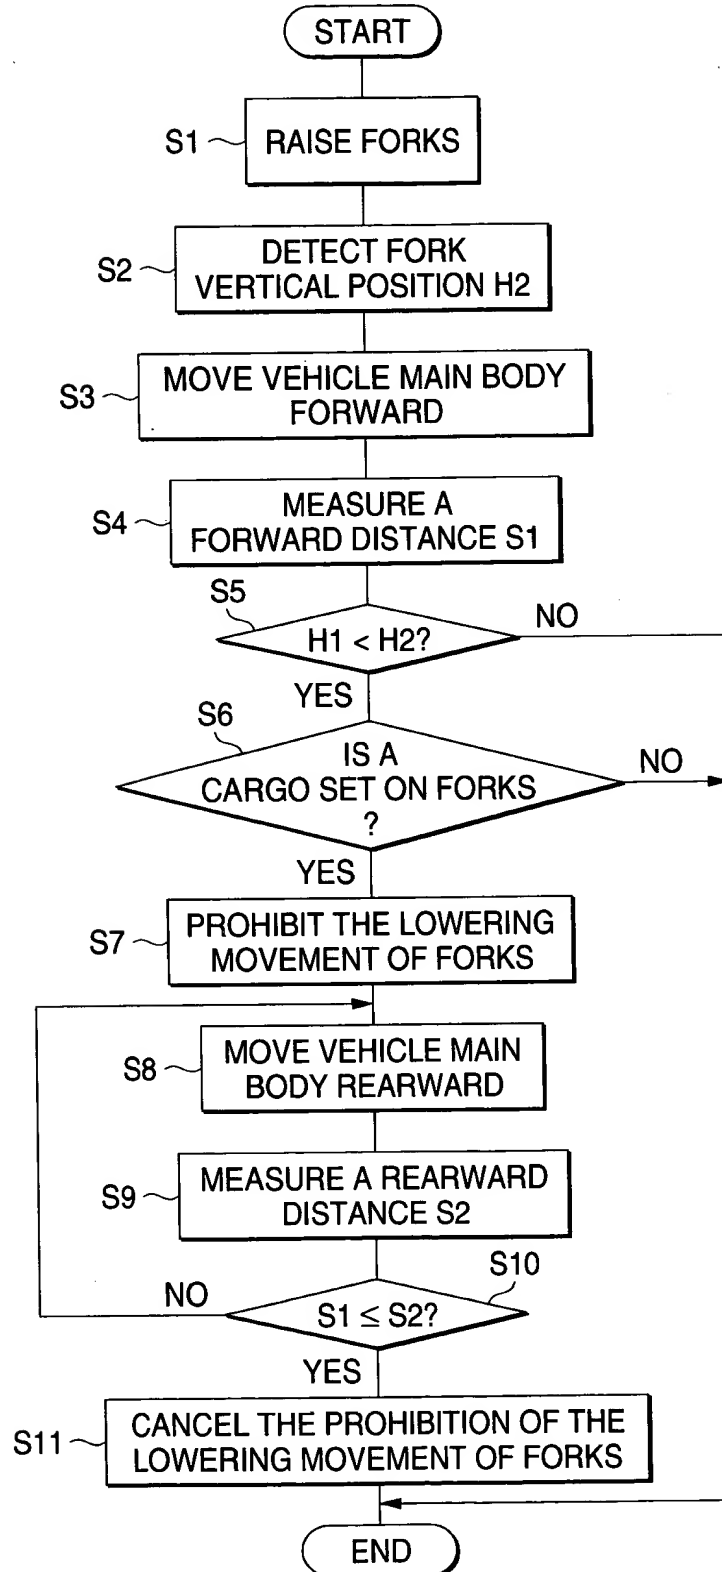 START
S1
RAISE FORKS
S2
DETECT FORK
VERTICAL POSITION H2
S3
MOVE VEHICLE MAIN BODY
FORWARD
S4
MEASURE A
FORWARD DISTANCE S1
S5
H1 < H2?
NO
YES
S6
IS A
CARGO SET ON FORKS
?
NO
YES
S7
PROHIBIT THE LOWERING
MOVEMENT OF FORKS
S8
MOVE VEHICLE MAIN
BODY REARWARD
S9
MEASURE A REARWARD
DISTANCE S2
S10
NO
S1 ≤ S2?
YES
S11
CANCEL THE PROHIBITION OF THE
LOWERING MOVEMENT OF FORKS
END